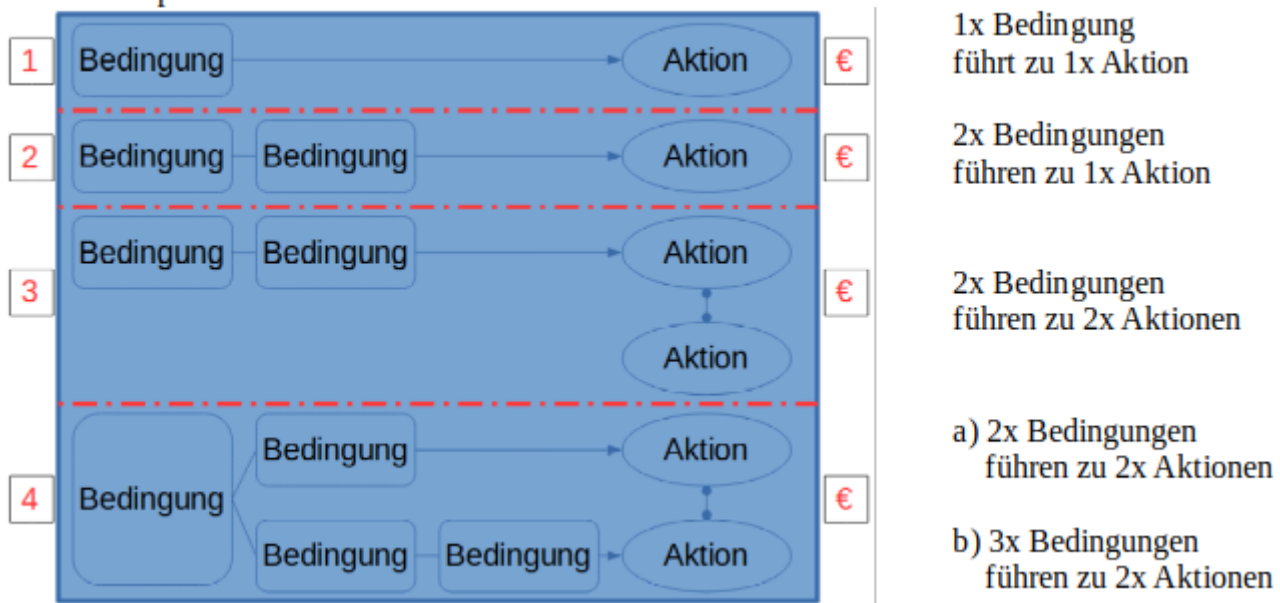 1 Bedingung Aktion €
1x Bedingung
führt zu 1x Aktion
2 Bedingung Bedingung Aktion €
2x Bedingungen
führen zu 1x Aktion
Bedingung Bedingung Aktion
3 €
2x Bedingungen
führen zu 2x Aktionen
Aktion
Bedingung Aktion
a) 2x Bedingungen
führen zu 2x Aktionen
4 Bedingung €
Bedingung Bedingung Aktion
b) 3x Bedingungen
führen zu 2x Aktionen